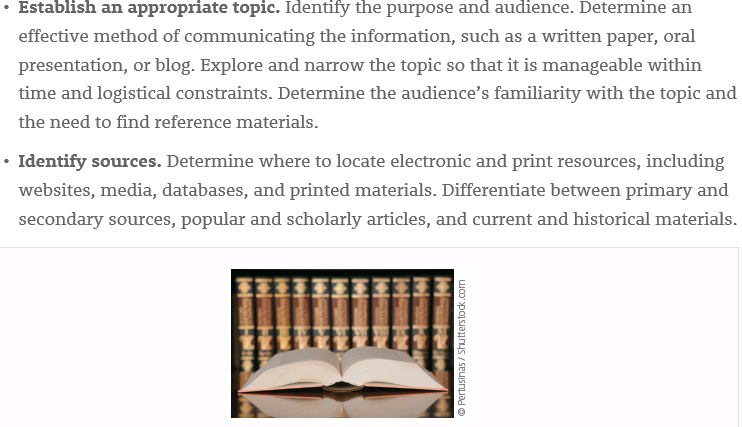 • Establish an appropriate topic. Identify the purpose and audience. Determine an
effective method of communicating the information, such as a written paper, oral
presentation, or blog. Explore and narrow the topic so that it is manageable within
time and logistical constraints. Determine the audience’s familiarity with the topic and
the need to find reference materials.
• Identify sources. Determine where to locate electronic and print resources, including
websites, media, databases, and printed materials. Differentiate between primary and
secondary sources, popular and scholarly articles, and current and historical materials.
© Pertusinas / Shutterstock.com